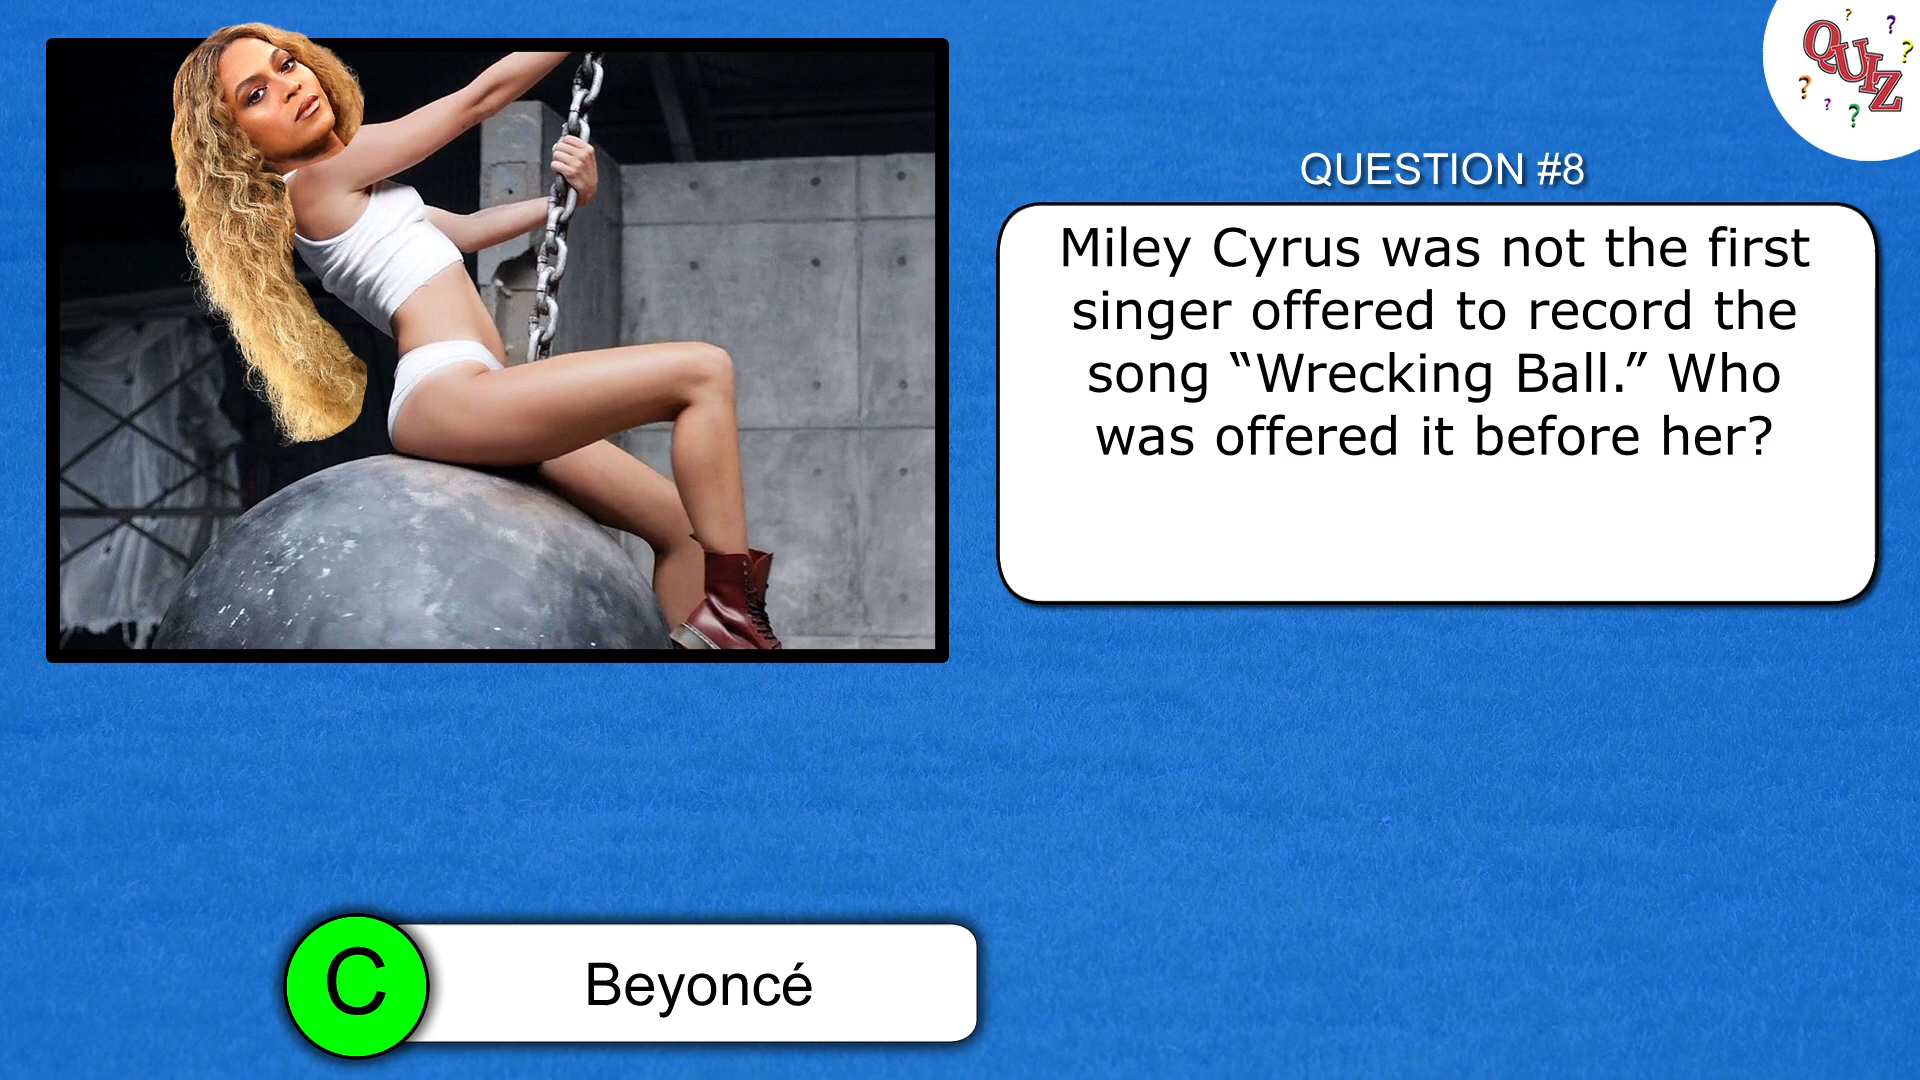 QUIZ
QUESTION #8
Miley Cyrus was not the first
singer offered to record the
song “Wrecking Ball.” Who
was offered it before her?
C
Beyoncé